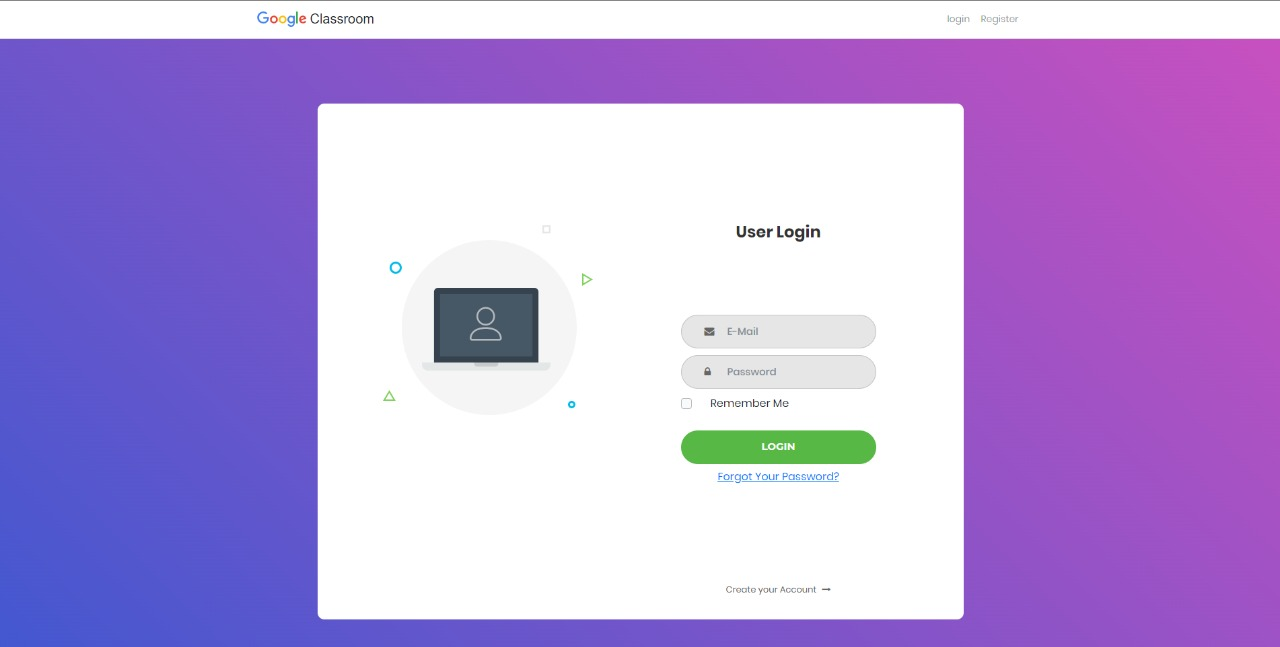 Google Classroom
login Register
User Login
E-Mail
Password
Remember Me
LOGIN
Forgot Your Password?
Create your Account →